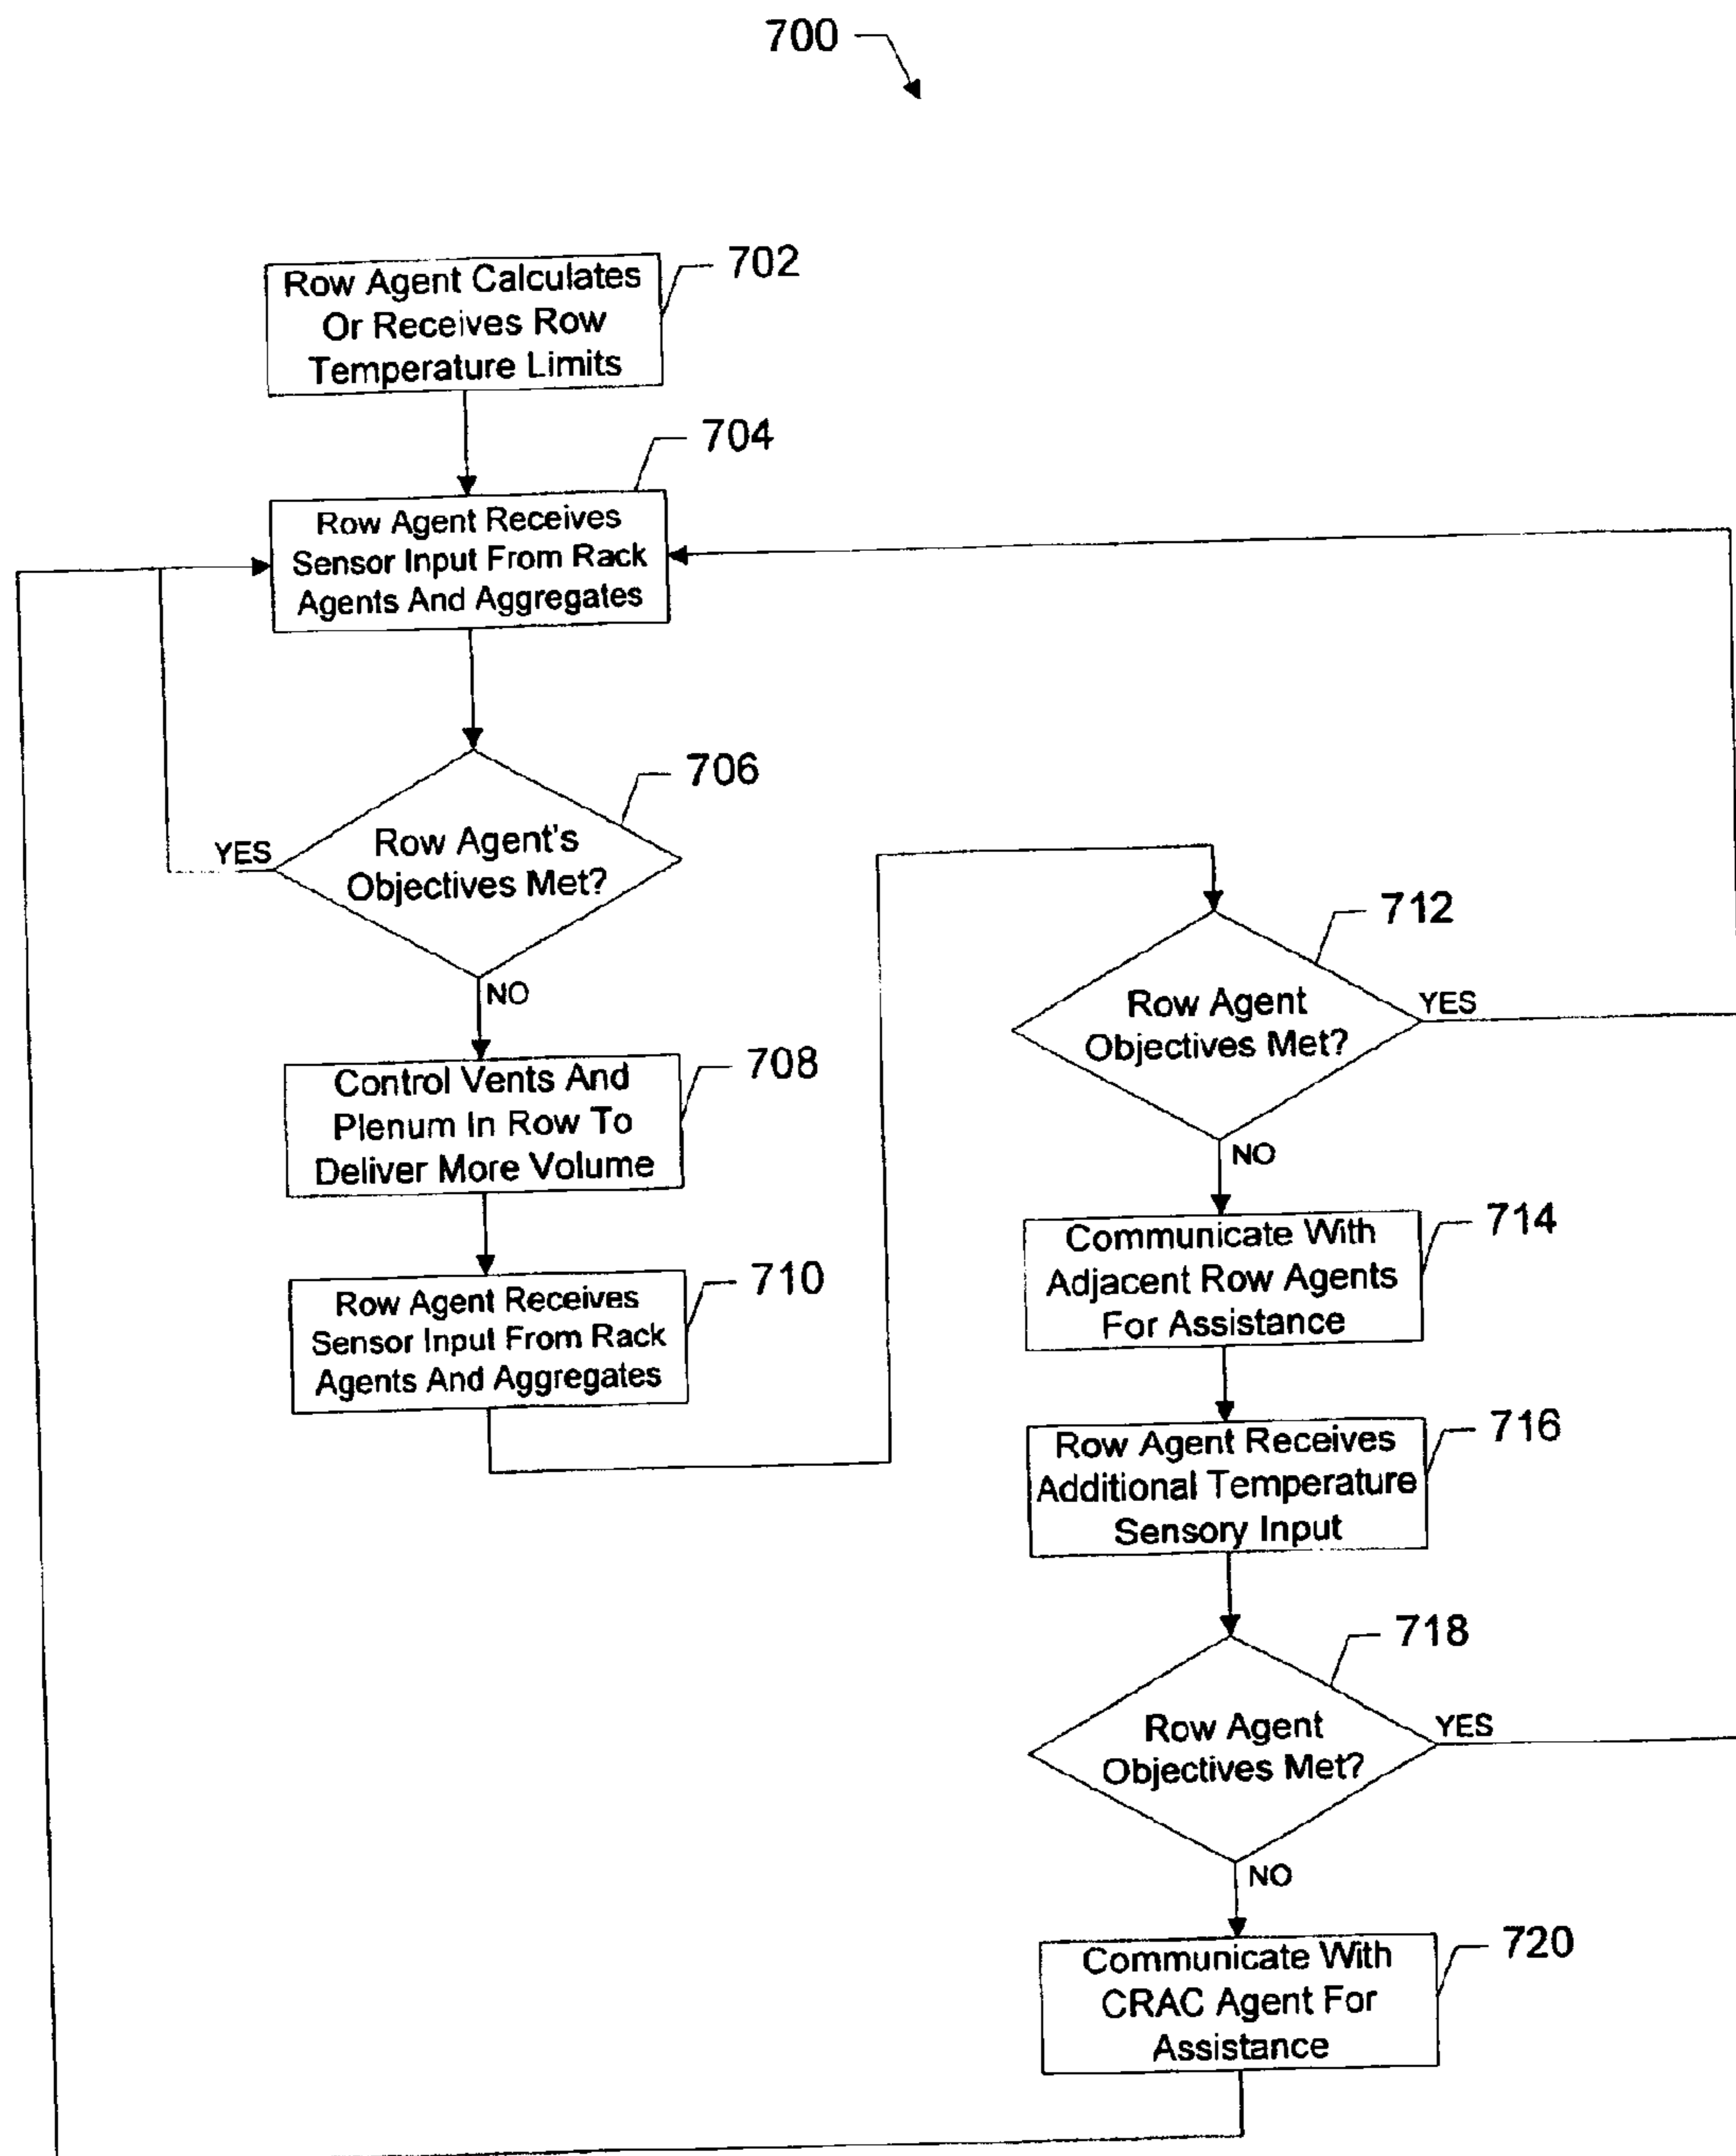 700
702
Row Agent Calculates
Or Receives Row
Temperature Limits
704
Row Agent Receives
Sensor Input From Rack
Agents And Aggregates
706
Row Agent's
Objectives Met?
YES
NO
708
Control Vents And
Plenum In Row To
Deliver More Volume
710
Row Agent Receives
Sensor Input From Rack
Agents And Aggregates
712
Row Agent
Objectives Met?
YES
NO
714
Communicate With
Adjacent Row Agents
For Assistance
716
Row Agent Receives
Additional Temperature
Sensory Input
718
Row Agent
Objectives Met?
YES
NO
720
Communicate With
CRAC Agent For
Assistance